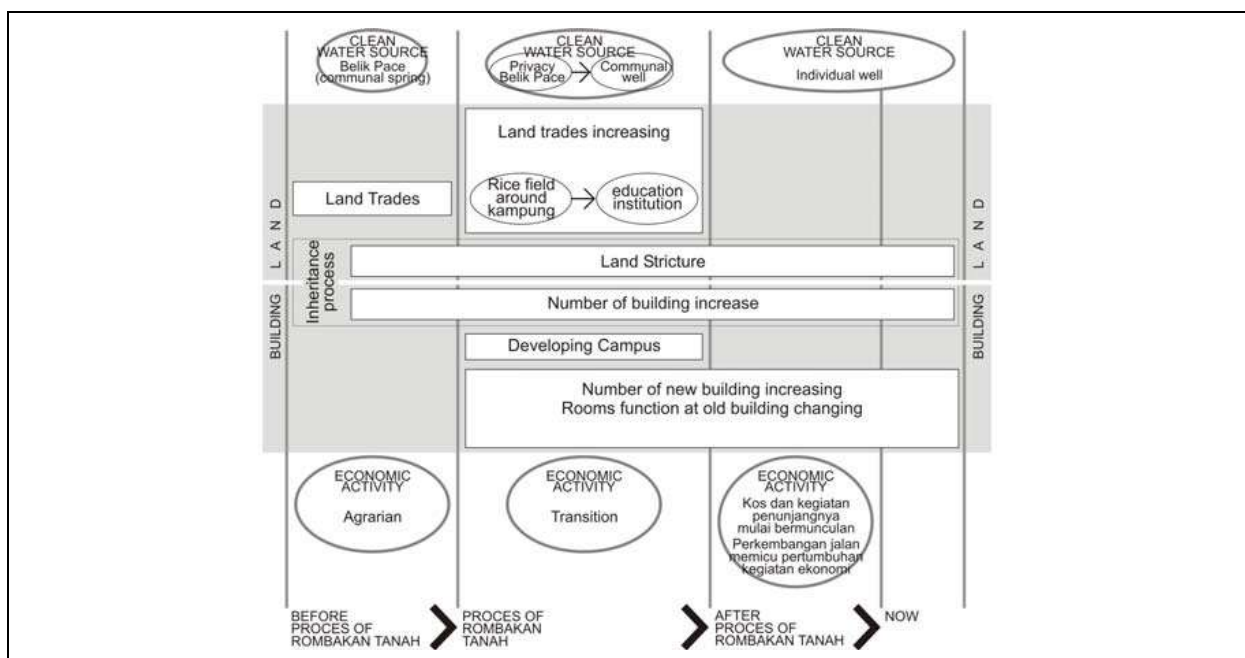 CLEAN
WATER SOURCE
Belik Pace
(communal spring)
CLEAN
WATER SOURCE
Privacy
Belik Pace
Communal
well
CLEAN
WATER SOURCE
Individual well
LAND
Land Trades
Land trades increasing
Rice field
around
kampung
education
institution
LAND
Inheritance
process
Land Stricture
Number of building increase
BUILDING
Developing Campus
BUILDING
Number of new building increasing
Rooms function at old building changing
ECONOMIC
ACTIVITY
Agrarian
ECONOMIC
ACTIVITY
Transition
ECONOMIC
ACTIVITY
Kos dan kegiatan
penunjangnya
mulai bermunculan
Perkembangan jalan
memicu pertumbuhan
kegiatan ekonomi
BEFORE
PROCES OF
ROMBAKAN TANAH
PROCES OF
ROMBAKAN
TANAH
AFTER
PROCES OF
ROMBAKAN TANAH
NOW